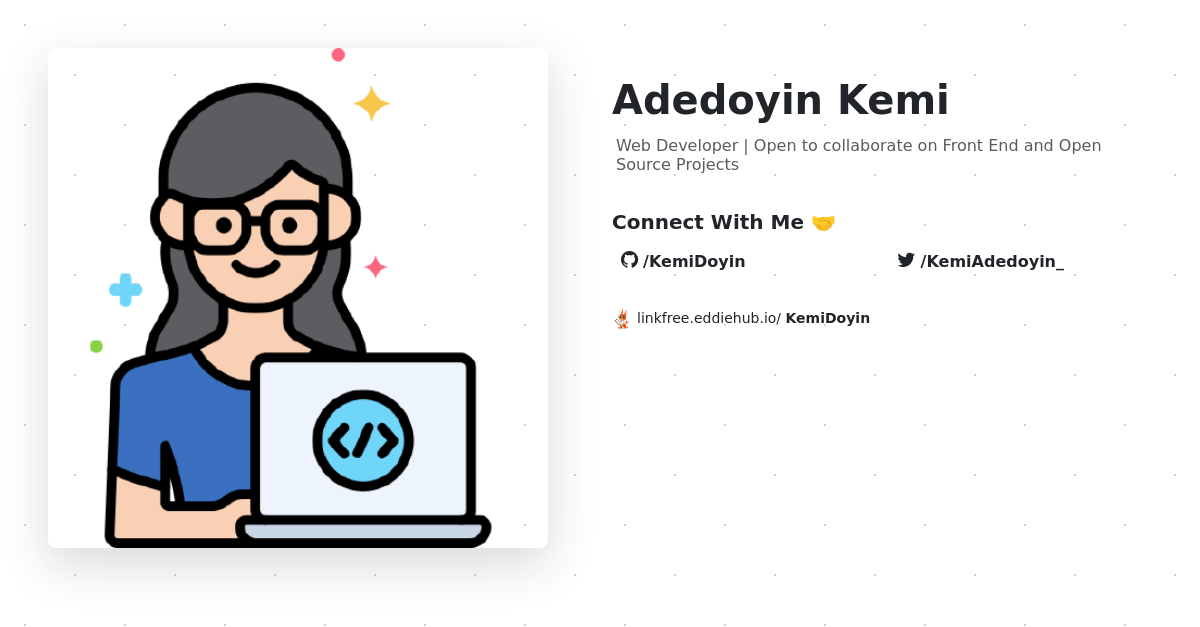 Adedoyin Kemi
Web Developer | Open to collaborate on Front End and Open
Source Projects
Connect With Me 🤝
/KemiDoyin
/KemiAdedoyin_
linkfree.eddiehub.io/ KemiDoyin